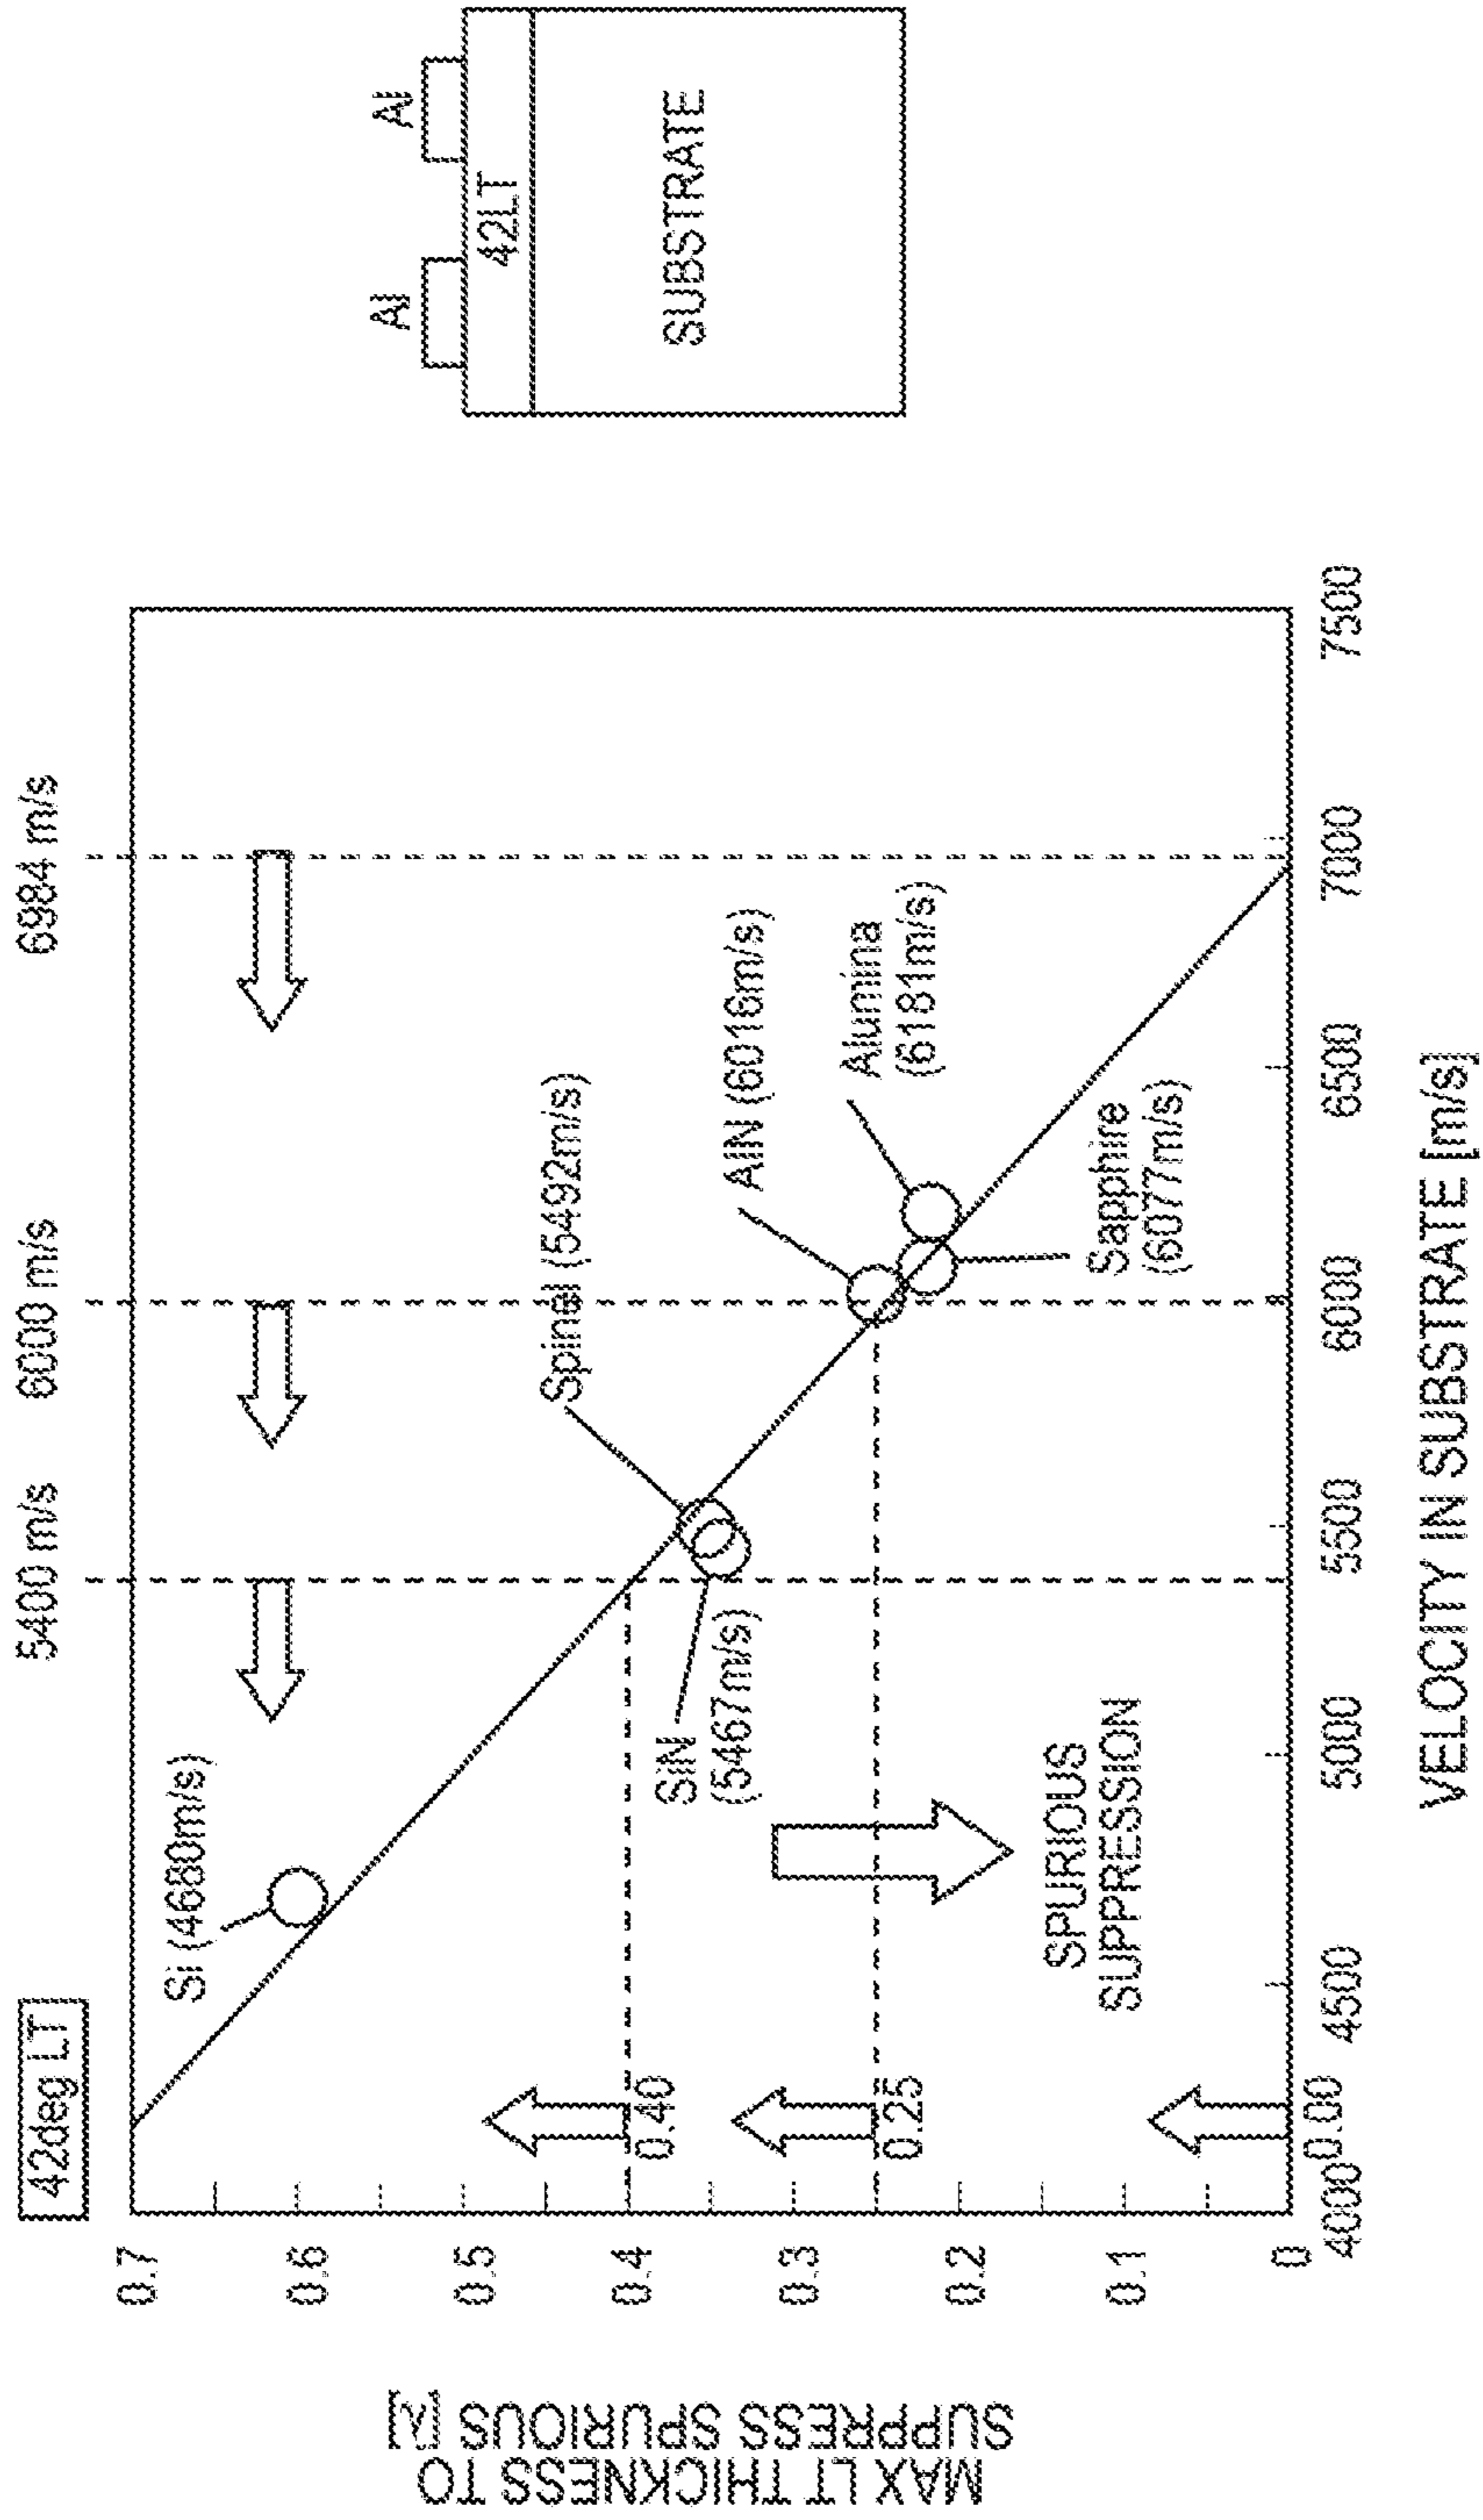 42deg LT
5400 m/s
6000 m/s
6984 m/s
MAX LT THICKNESS TO
SUPPRESS SPURIOUS [λ]
0.7
0.6
0.5
0.4
0.3
0.2
0.1
0
0.40
0.25
0.00
Si (4680m/s)
SiN
(5467m/s)
Spinel (5492m/s)
AlN (6016m/s)
Alumina
(6181m/s)
Sapphire
(6077m/s)
SPURIOUS
SUPPRESSION
4000
4500
5000
5500
6000
6500
7000
7500
VELOCITY IN SUBSTRATE [m/s]
Al
Al
42LT
SUBSTRATE